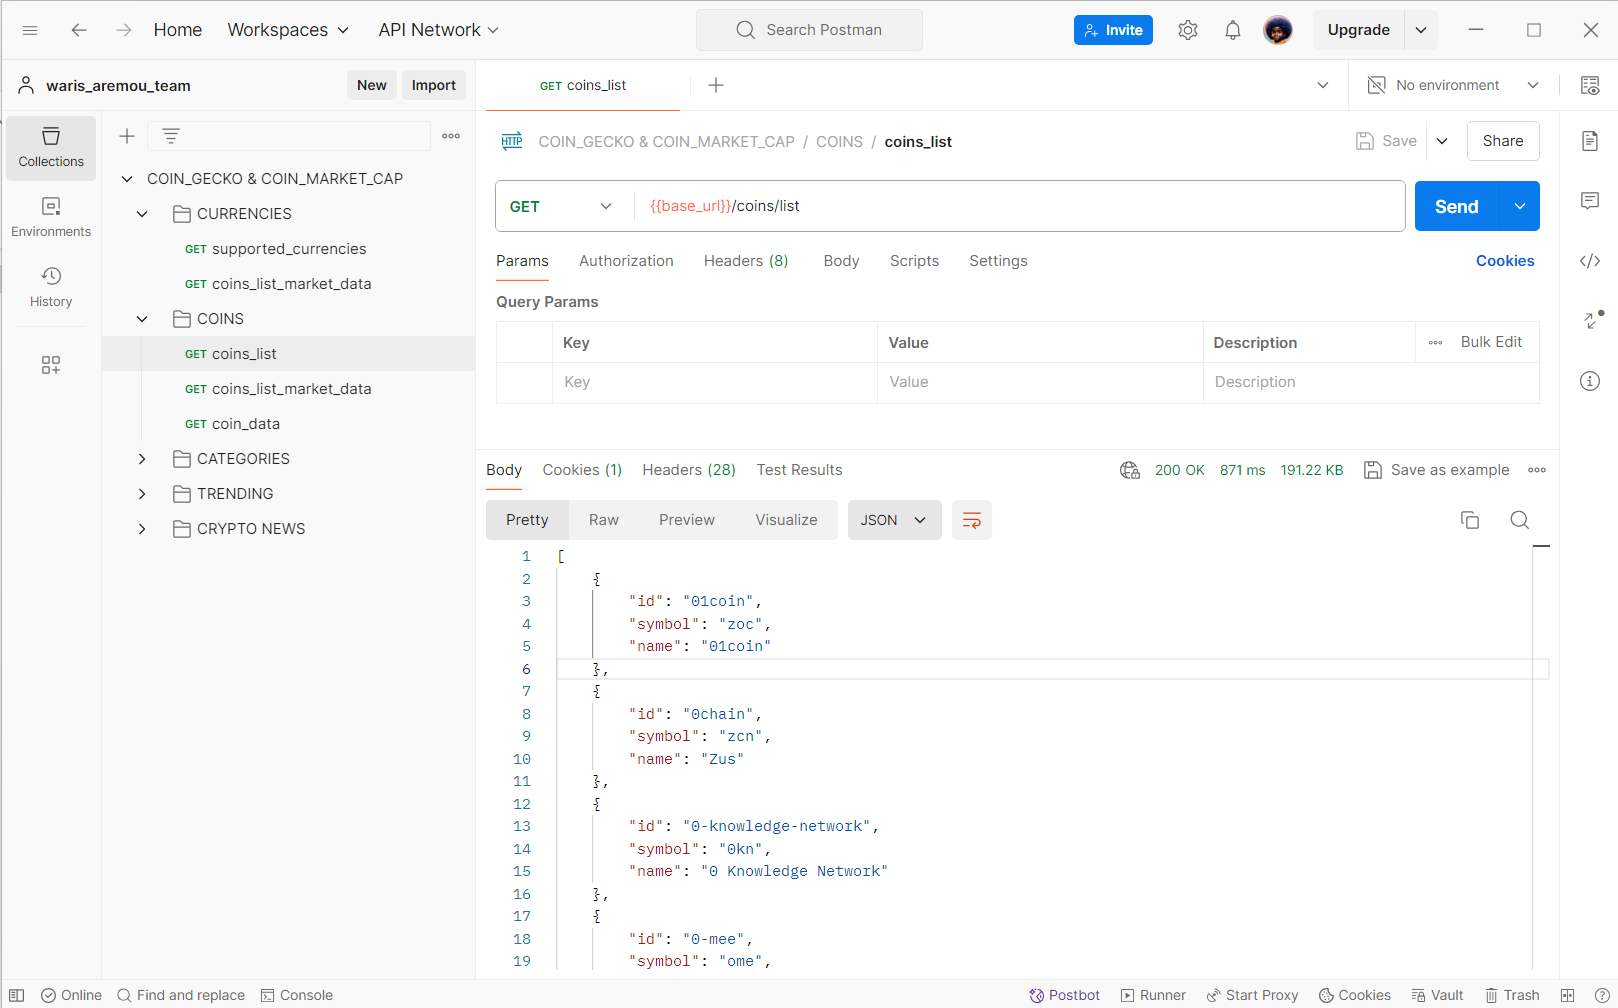 Home Workspaces API Network Search Postman Invite Upgrade
waris_aremou_team New Import GET coins_list No environment
Collections
Environments
History
COIN_GECKO & COIN_MARKET_CAP
CURRENCIES
GET supported_currencies
GET coins_list_market_data
COINS
GET coins_list
GET coins_list_market_data
GET coin_data
CATEGORIES
TRENDING
CRYPTO NEWS
HTTP COIN_GECKO & COIN_MARKET_CAP / COINS / coins_list Save Share
GET {{base_url}}/coins/list Send
Params Authorization Headers (8) Body Scripts Settings Cookies
Query Params
Key Value Description Bulk Edit
Key Value Description
Body Cookies (1) Headers (28) Test Results 200 OK 871 ms 191.22 KB Save as example
Pretty Raw Preview Visualize JSON
1 [
2 {
3 "id": "01coin",
4 "symbol": "zoc",
5 "name": "01coin"
6 },
7 {
8 "id": "0chain",
9 "symbol": "zcn",
10 "name": "Zus"
11 },
12 {
13 "id": "0-knowledge-network",
14 "symbol": "0kn",
15 "name": "0 Knowledge Network"
16 },
17 {
18 "id": "0-mee",
19 "symbol": "ome",
Online Find and replace Console Postbot Runner Start Proxy Cookies Vault Trash